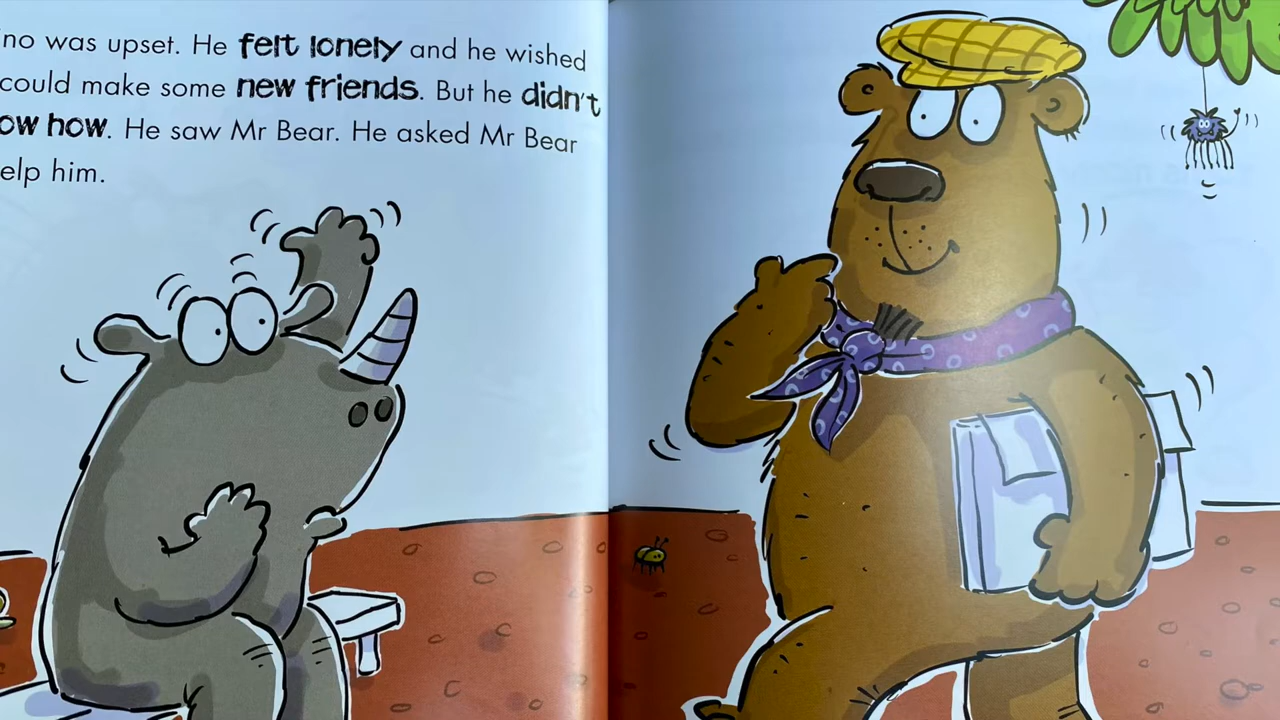 no was upset. He felt lonely and he wished
could make some new friends. But he didn't
ow how. He saw Mr Bear. He asked Mr Bear
elp him.